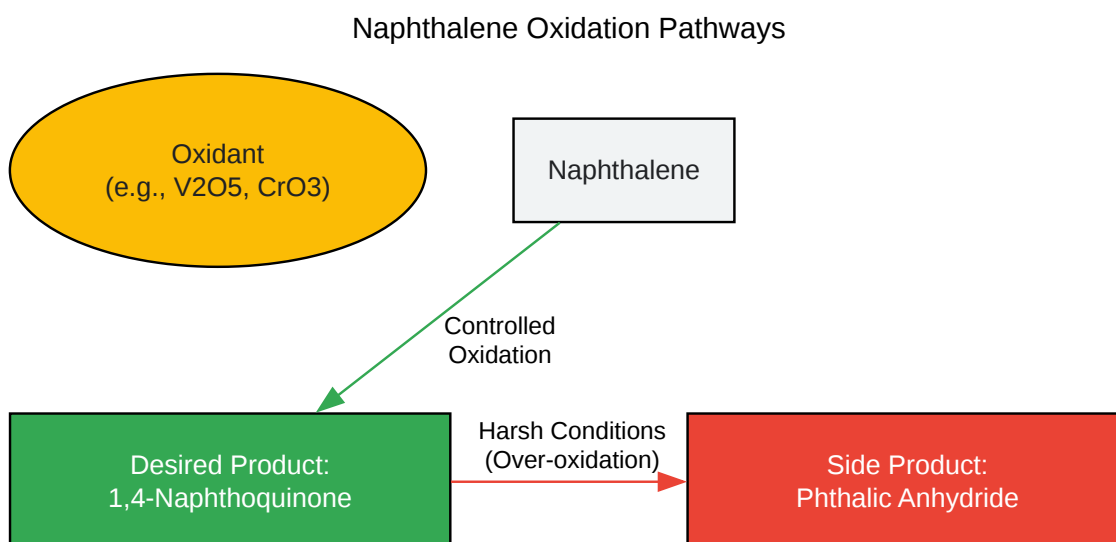 Naphthalene Oxidation Pathways
Oxidant
(e.g., V2O5, CrO3)
Naphthalene
Controlled
Oxidation
Desired Product:
1,4-Naphthoquinone
Harsh Conditions
(Over-oxidation)
Side Product:
Phthalic Anhydride